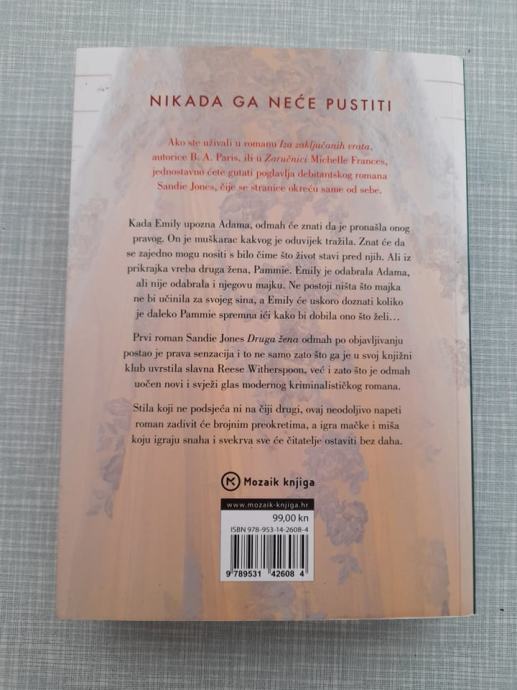 NIKADA GA NEĆE PUSTITI
Ako ste uživali u romanu Iza zaključanih vrata,
autorice B. A. Paris, ili u Zaručnici Michelle Frances,
jednostavno ćete gutati poglavlja debitantskog romana
Sandie Jones, čije se stranice okreću same od sebe.
Kada Emily upozna Adama, odmah će znati da je pronašla onog
pravog. On je muškarac kakvog je oduvijek tražila. Znat će da
se zajedno mogu nositi s bilo čime što život stavi pred njih. Ali iz
prikrajka vreba druga žena, Pammie. Emily je odabrala Adama,
ali nije odabrala i njegovu majku. Ne postoji ništa što majka
ne bi učinila za svojeg sina, a Emily će uskoro doznati koliko
je daleko Pammie spremna ići kako bi dobila ono što želi...
Prvi roman Sandie Jones Druga žena odmah po objavljivanju
postao je prava senzacija i to ne samo zato što ga je u svoj knjižni
klub uvrstila slavna Reese Witherspoon, već i zato što je odmah
uočen novi i svježi glas modernog kriminalističkog romana.
Stila koji ne podsjeća ni na čiji drugi, ovaj neodoljivo napeti
roman zadivit će brojnim preokretima, a igra mačke i miša
koju igraju snaha i svekrva sve će čitatelje ostaviti bez daha.
Mozaik knjiga
www.mozaik-knjiga.hr
99,00 kn
ISBN 978-953-14-2608-4
9 789531 426084